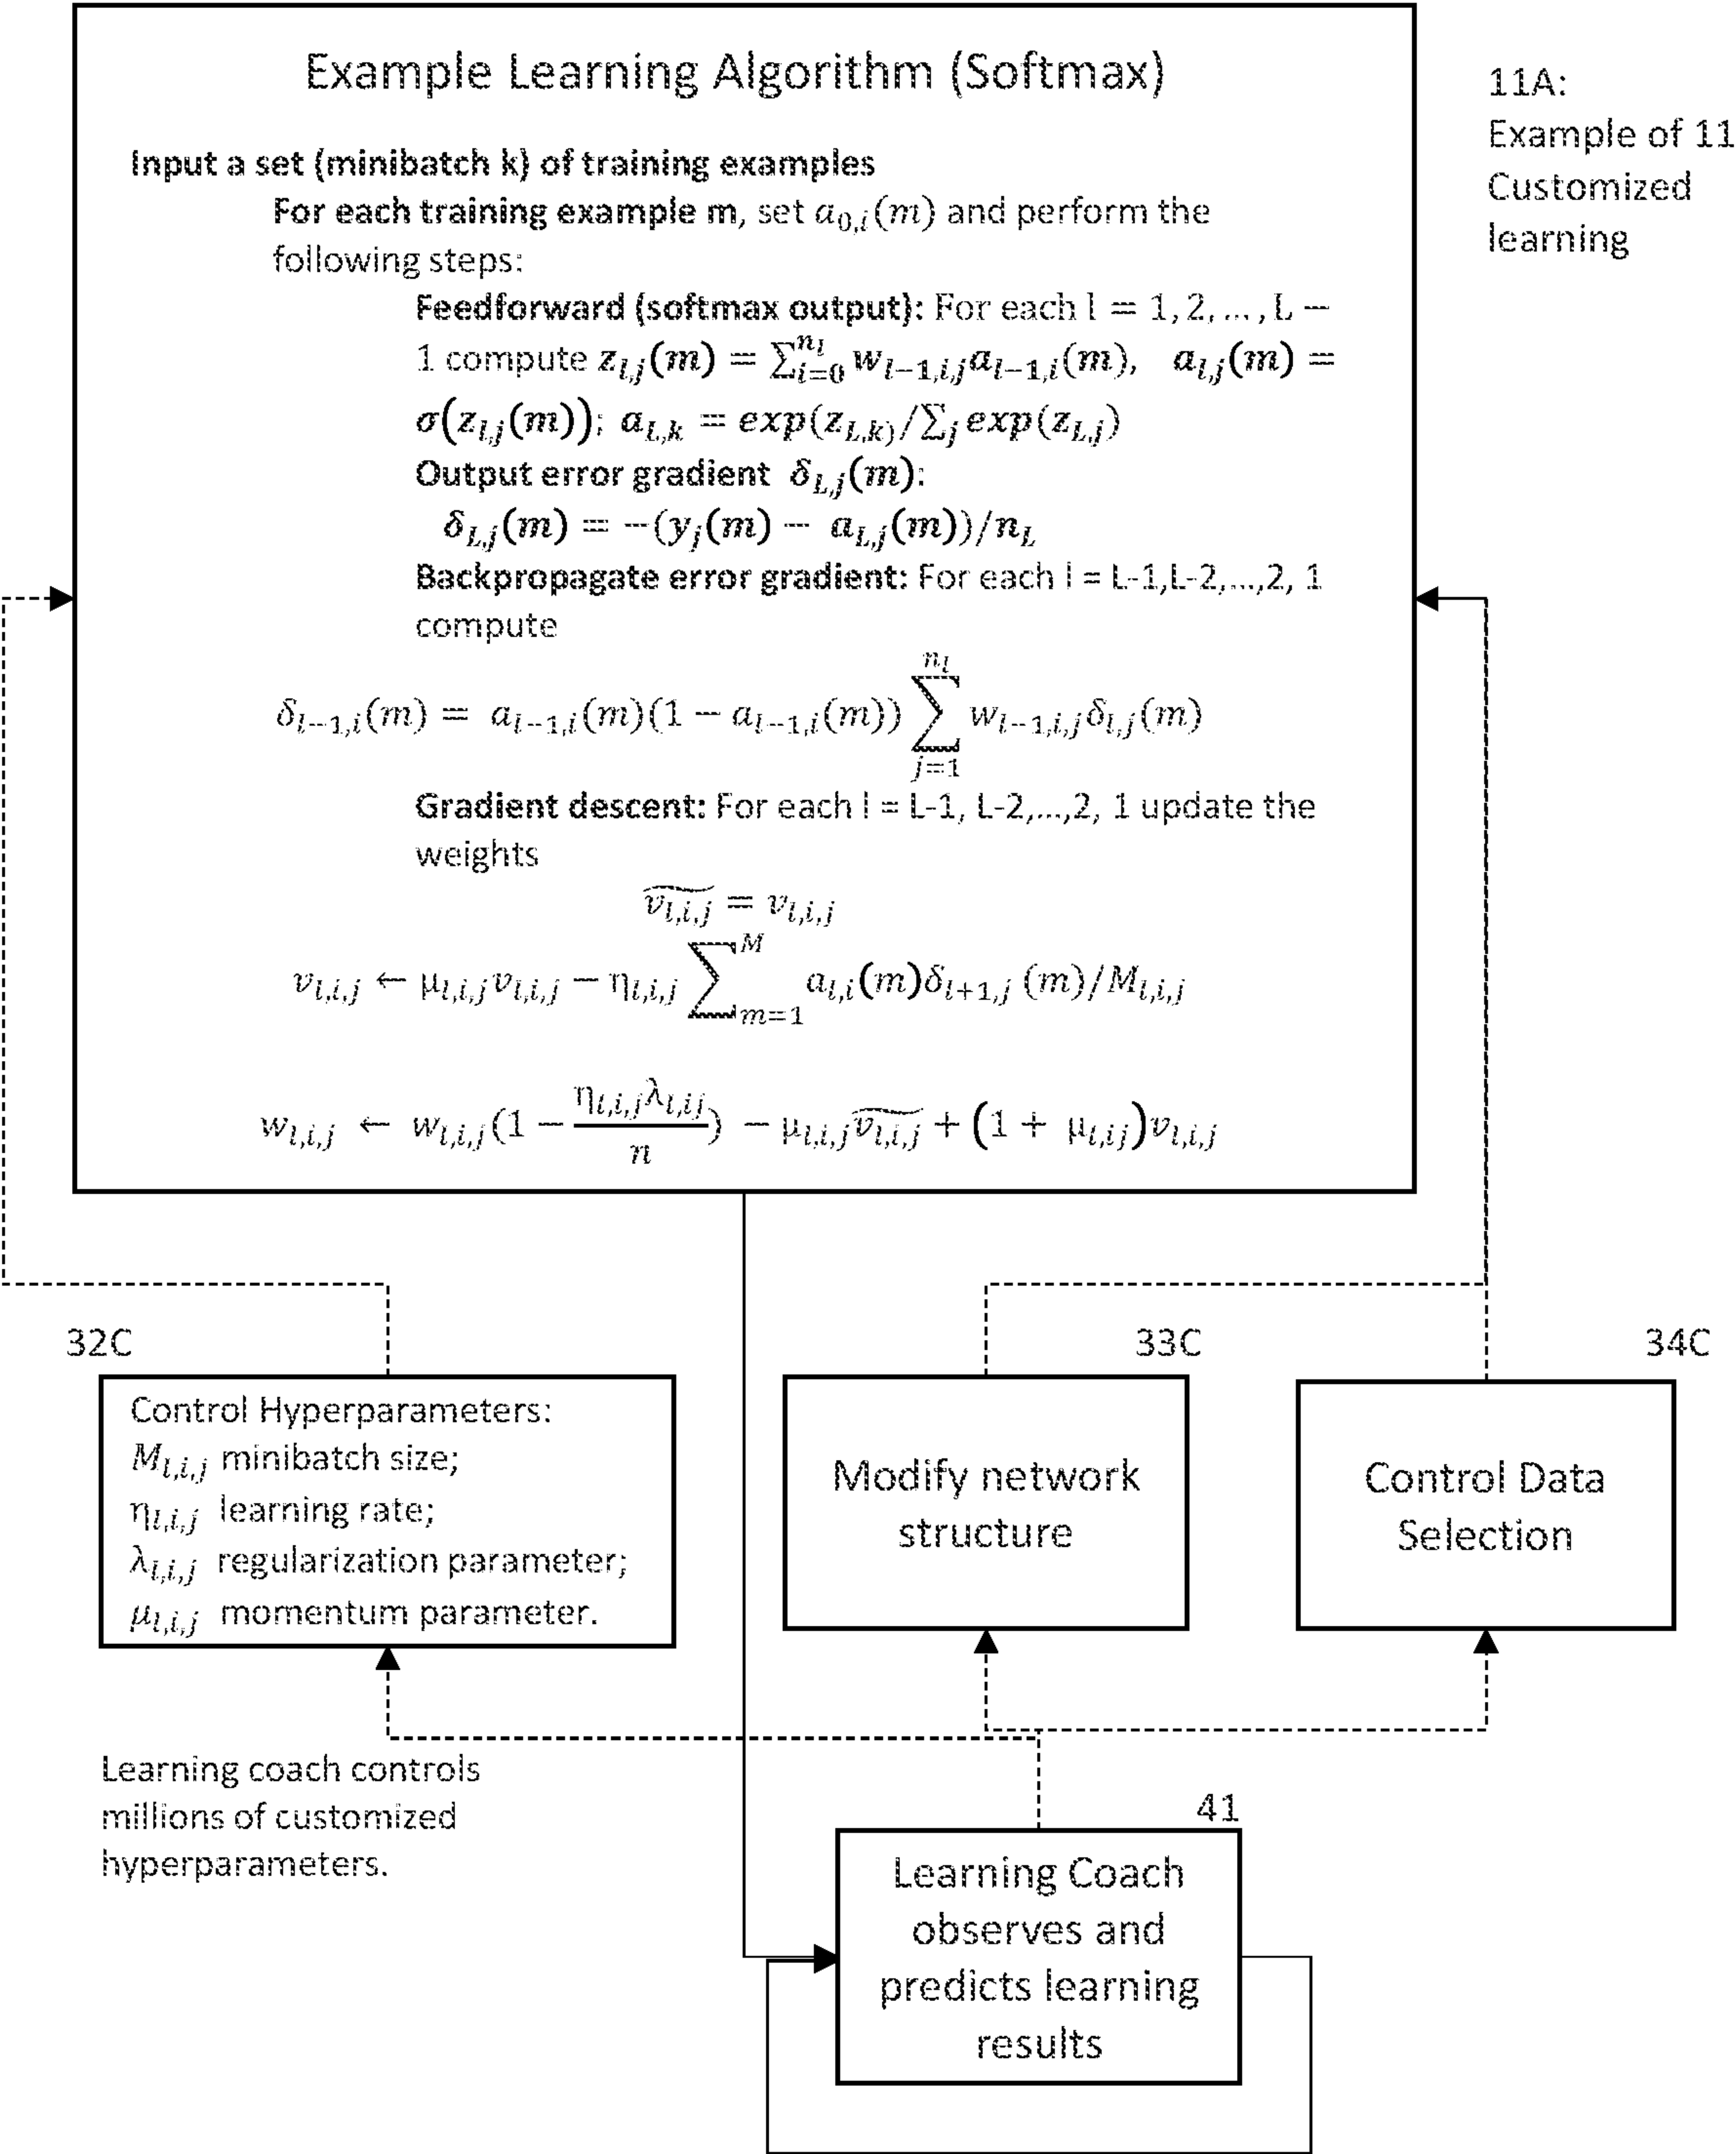 Example Learning Algorithm (Softmax)
11A:
Example of 11
Customized
learning
Input a set (minibatch k) of training examples
For each training example m, set a_{0,i}(m) and perform the
following steps:
Feedforward (softmax output): For each l = 1, 2, …, L −
1 compute z_{l,j}(m) = ∑_{i=0}^{n_l} w_{l−1,i,j} a_{l−1,i}(m), a_{l,j}(m) =
σ(z_{l,j}(m)); a_{L,k} = exp(z_{L,k)}/∑_j exp(z_{L,j})
Output error gradient δ_{L,j}(m):
δ_{L,j}(m) = −(y_j(m) − a_{L,j}(m))/n_L
Backpropagate error gradient: For each l = L-1,L-2,...,2, 1
compute
δ_{l−1,i}(m) = a_{l−1,i}(m)(1 − a_{l−1,i}(m)) ∑_{j=1}^{n_l} w_{l−1,i,j} δ_{l,j}(m)
Gradient descent: For each l = L-1, L-2,...,2, 1 update the
weights
\widetilde{v_{l,i,j}} = v_{l,i,j}
v_{l,i,j} ← μ_{l,i,j} v_{l,i,j} − η_{l,i,j} ∑_{m=1}^{M} a_{l,i}(m) δ_{l+1,j} (m)/M_{l,i,j}
w_{l,i,j} ← w_{l,i,j}(1 − \frac{η_{l,i,j} λ_{l,ij}}{n}) − μ_{l,i,j} \widetilde{v_{l,i,j}} + (1 + μ_{l,ij}) v_{l,i,j}
32C
33C
34C
Control Hyperparameters:
M_{l,i,j} minibatch size;
η_{l,i,j} learning rate;
λ_{l,i,j} regularization parameter;
μ_{l,i,j} momentum parameter.
Modify network
structure
Control Data
Selection
Learning coach controls
millions of customized
hyperparameters.
41
Learning Coach
observes and
predicts learning
results